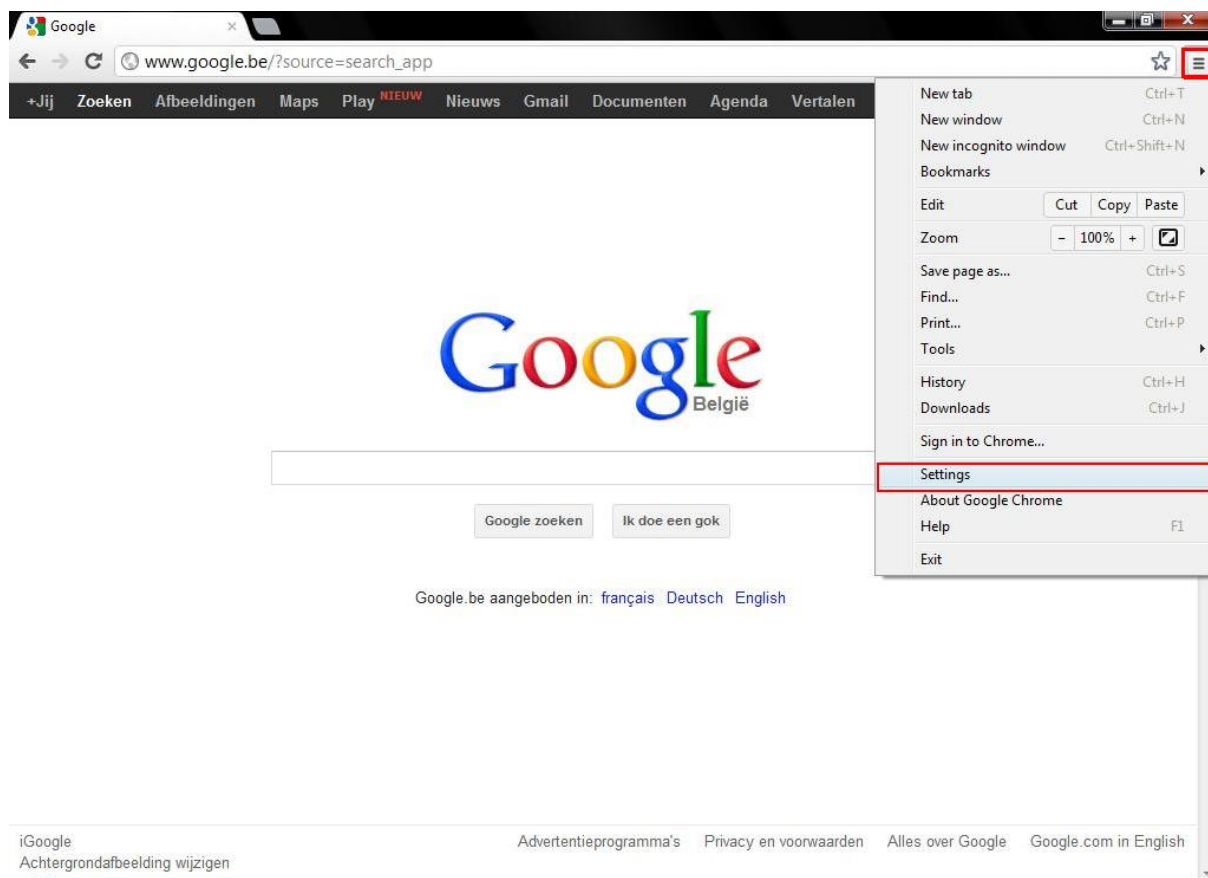 Google
www.google.be/?source=search_app
+Jij Zoeken Afbeeldingen Maps Play NIEUW Nieuws Gmail Documenten Agenda Vertalen
New tab Ctrl+T
New window Ctrl+N
New incognito window Ctrl+Shift+N
Bookmarks
Edit Cut Copy Paste
Zoom - 100% +
Save page as... Ctrl+S
Find... Ctrl+F
Print... Ctrl+P
Tools
History Ctrl+H
Downloads Ctrl+J
Sign in to Chrome...
Settings
About Google Chrome
Help F1
Exit
Google
België
Google zoeken Ik doe een gok
Google.be aangeboden in: français Deutsch English
iGoogle Advertentieprogramma's Privacy en voorwaarden Alles over Google Google.com in English
Achtergrondafbeelding wijzigen